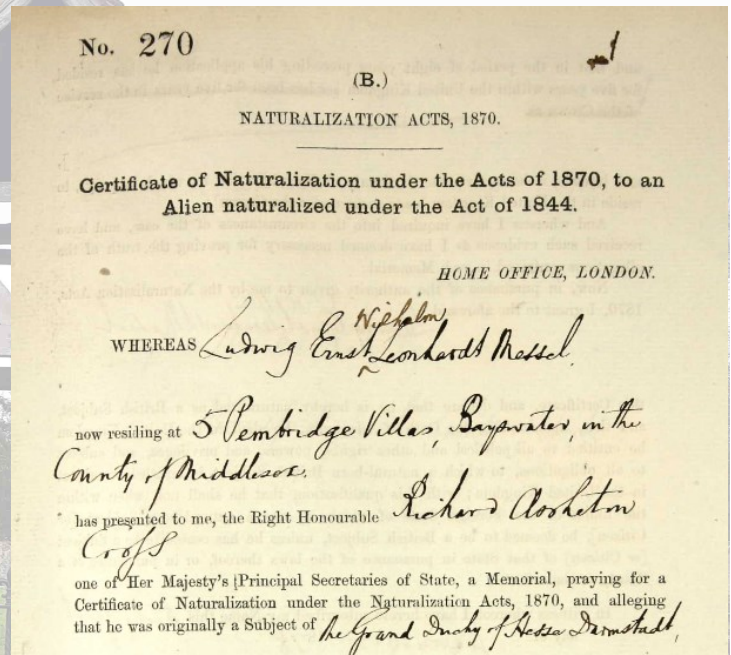 No. 270
(B.)
NATURALIZATION ACTS, 1870.
Certificate of Naturalization under the Acts of 1870, to an
Alien naturalized under the Act of 1844.
HOME OFFICE, LONDON.
Wilhelm
WHEREAS Ludwig Ernst ^ Leonhardt Messel
now residing at 5 Pembridge Villas, Bayswater, in the
County of Middlesex.
has presented to me, the Right Honourable Richard Assheton
Cross
one of Her Majesty's [Principal Secretaries of State, a Memorial, praying for a
Certificate of Naturalization under the Naturalization Acts, 1870, and alleging
that he was originally a Subject of the Grand Duchy of Hesse Darmstadt,